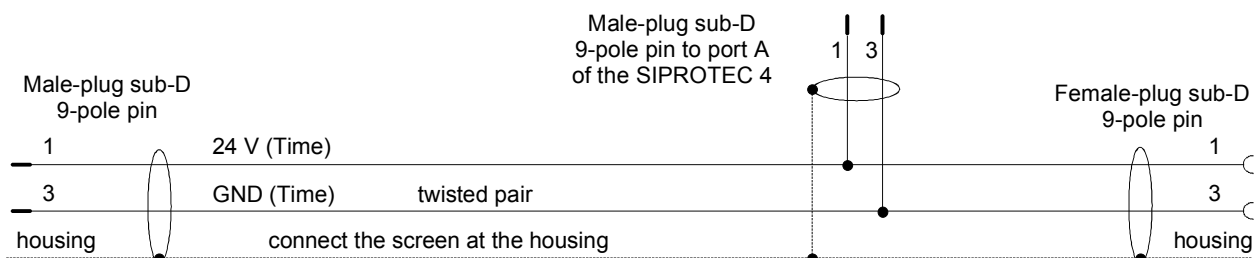 Male-plug sub-D
9-pole pin to port A
of the SIPROTEC 4
1 3
Male-plug sub-D
9-pole pin
Female-plug sub-D
9-pole pin
1 24 V (Time) 1
3 GND (Time) twisted pair 3
housing connect the screen at the housing housing